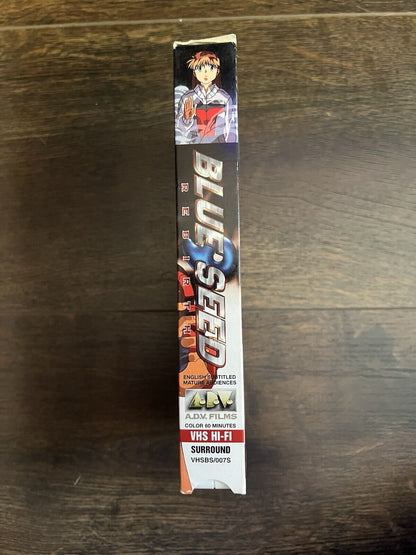 BLUE SEED
REBIRTH
ENGLISH SUBTITLED
MATURE AUDIENCES
A.D.V.
A.D.V. FILMS
COLOR 60 MINUTES
VHS HI-FI
SURROUND
VHSBS/007S